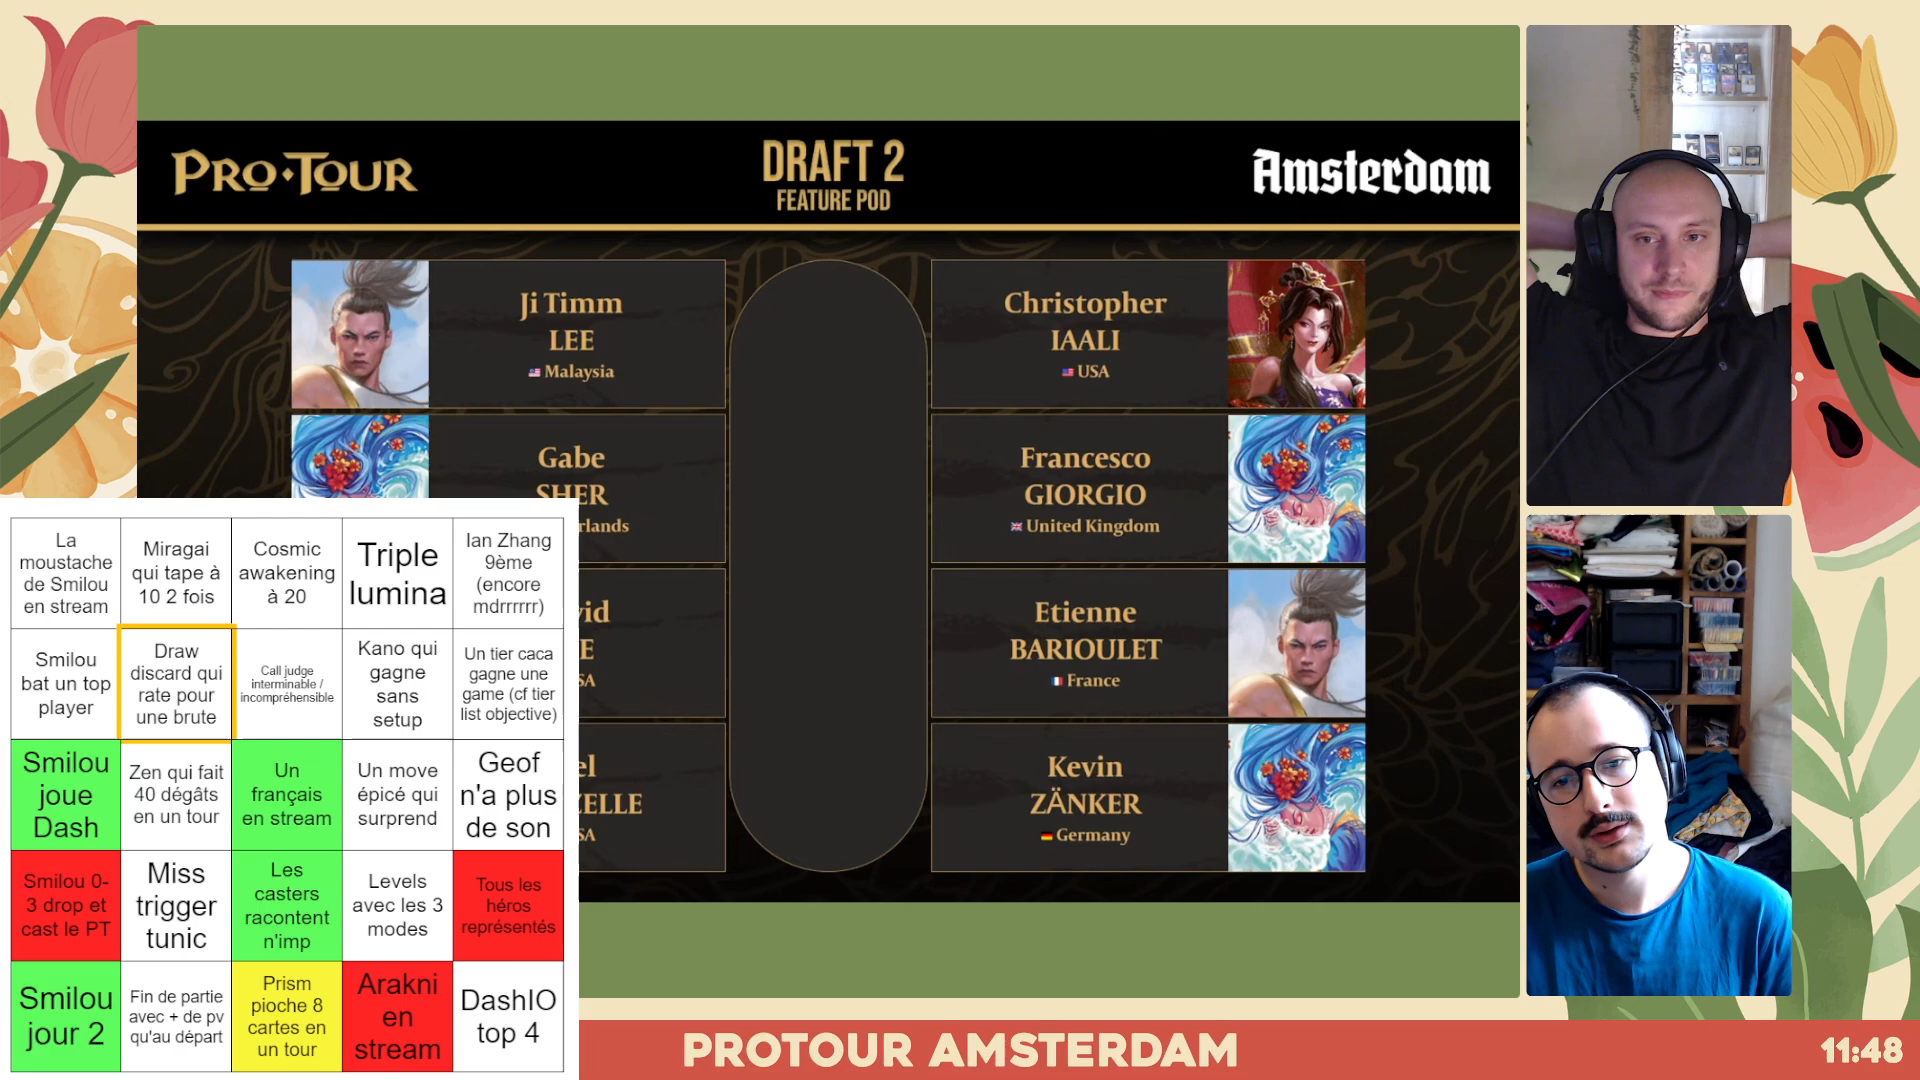 PRO·TOUR
DRAFT 2
FEATURE POD
Amsterdam
Ji Timm
LEE
Malaysia
Christopher
IAALI
USA
Gabe
SHER
rlands
Francesco
GIORGIO
United Kingdom
vid
E
SA
Etienne
BARIOULET
France
el
ZELLE
SA
Kevin
ZÄNKER
Germany
La
moustache
de Smilou
en stream
Miragai
qui tape à
10 2 fois
Cosmic
awakening
à 20
Triple
lumina
Ian Zhang
9ème
(encore
mdrrrrrr)
Smilou
bat un top
player
Draw
discard qui
rate pour
une brute
Call judge
interminable /
incompréhensible
Kano qui
gagne
sans
setup
Un tier caca
gagne une
game (cf tier
list objective)
Smilou
joue
Dash
Zen qui fait
40 dégâts
en un tour
Un
français
en stream
Un move
épicé qui
surprend
Geof
n'a plus
de son
Smilou 0-
3 drop et
cast le PT
Miss
trigger
tunic
Les
casters
racontent
n'imp
Levels
avec les 3
modes
Tous les
héros
représentés
Smilou
jour 2
Fin de partie
avec + de pv
qu'au départ
Prism
pioche 8
cartes en
un tour
Arakni
en
stream
DashIO
top 4
PROTOUR AMSTERDAM
11:48